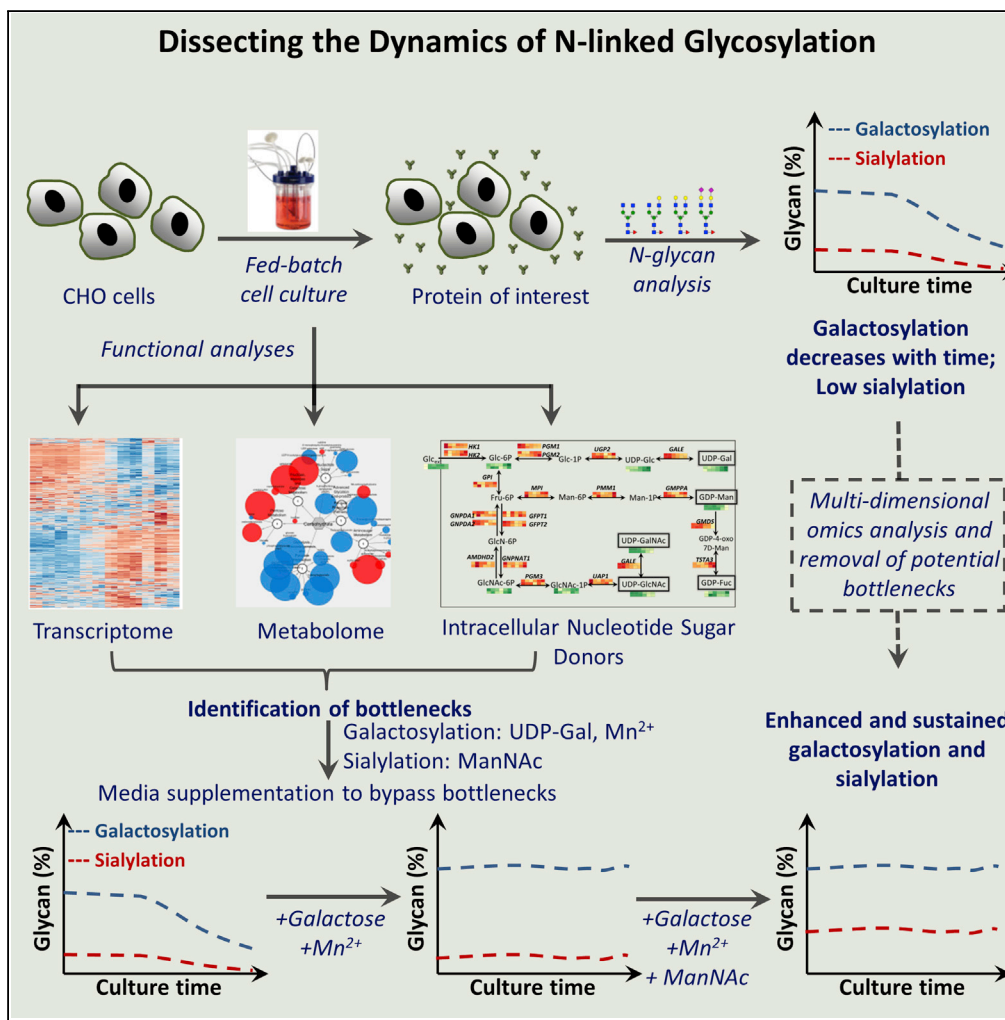 Dissecting the Dynamics of N-linked Glycosylation
CHO cells
Fed-batch
cell culture
Protein of interest
N-glycan
analysis
Glycan (%)
--- Galactosylation
--- Sialylation
Culture time
Galactosylation
decreases with time;
Low sialylation
Functional analyses
Transcriptome
Metabolome
HK1
HK2
Glc
Glc-6P
PGM1
PGM2
Glc-1P
UGP2
UDP-Glc
GALE
UDP-Gal
GPI
Fru-6P
MPI
Man-6P
PMM1
Man-1P
GMPPA
GDP-Man
GNPDA1
GNPDA2
GFPT1
GFPT2
GMDS
GlcN-6P
GDP-4-oxo
7D-Man
UDP-GalNAc
AMDHD2
GNPNAT1
GALE
TSTA3
GlcNAc-6P
PGM3
GlcNAc-1P
UAP1
UDP-GlcNAc
GDP-Fuc
Intracellular Nucleotide Sugar
Donors
Multi-dimensional
omics analysis and
removal of potential
bottlenecks
Identification of bottlenecks
Galactosylation: UDP-Gal, Mn²⁺
Sialylation: ManNAc
Media supplementation to bypass bottlenecks
Enhanced and sustained
galactosylation and
sialylation
Glycan (%)
--- Galactosylation
--- Sialylation
Culture time
+Galactose
+Mn²⁺
Glycan (%)
Culture time
+Galactose
+Mn²⁺
+ ManNAc
Glycan (%)
Culture time